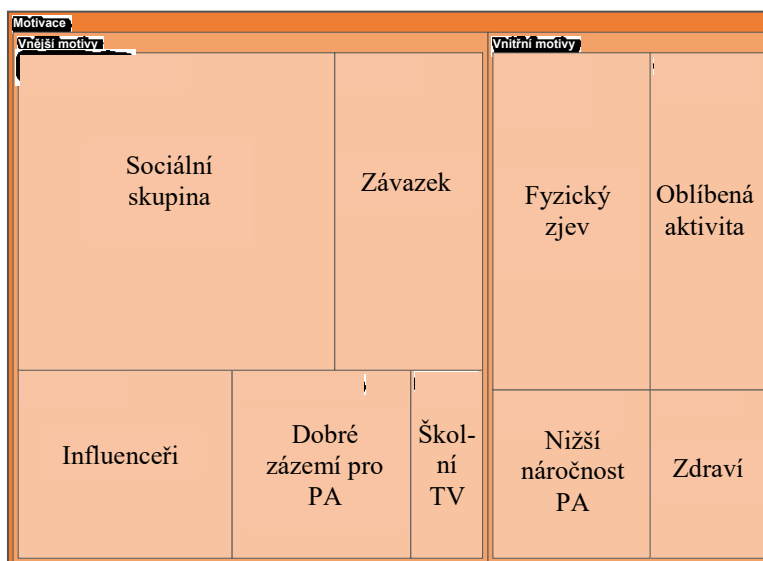 Motivace
Vnější motivy
Vnitřní motivy
Sociální
skupina
Závazek
Fyzický
zjev
Oblíbená
aktivita
Influenceři
Dobré
zázemí pro
PA
Škol-
ní
TV
Nižší
náročnost
PA
Zdraví